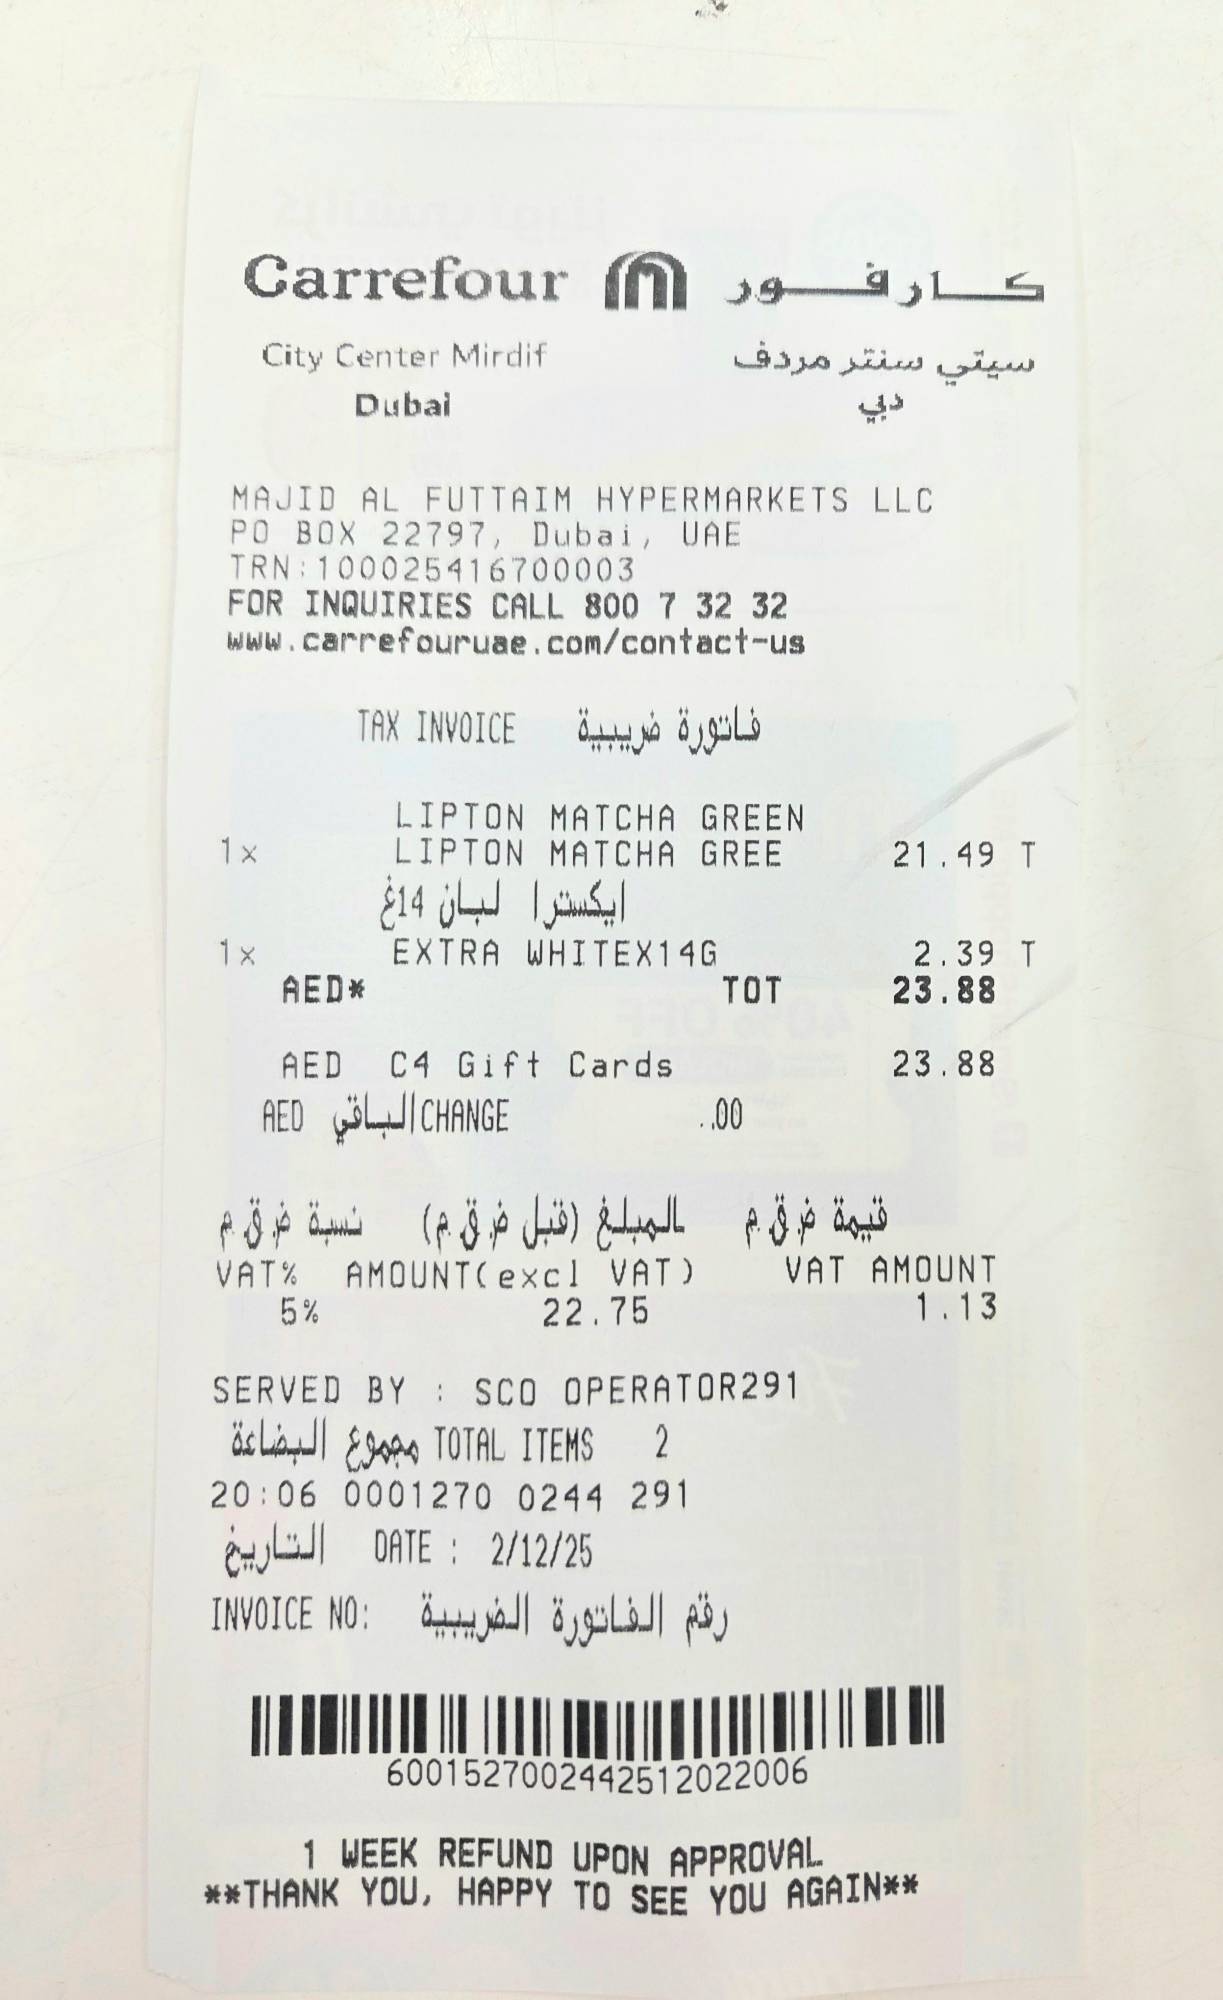 Carrefour كارفور
City Center Mirdif سيتي سنتر مردف
Dubai دبي
MAJID AL FUTTAIM HYPERMARKETS LLC
PO BOX 22797, Dubai, UAE
TRN:100025416700003
FOR INQUIRIES CALL 800 7 32 32
www.carrefouruae.com/contact-us
TAX INVOICE فاتورة ضريبية
LIPTON MATCHA GREEN
1x LIPTON MATCHA GREE 21.49 T
ايكسترا لبان 14غ
1x EXTRA WHITEX14G 2.39 T
AED* TOT 23.88
AED C4 Gift Cards 23.88
AED الباقي CHANGE ..00
نسبة ض.ق.م المبلغ (قبل ض.ق.م) قيمة ض.ق.م
VAT% AMOUNT(excl VAT) VAT AMOUNT
5% 22.75 1.13
SERVED BY : SCO OPERATOR291
مجموع البضاعة TOTAL ITEMS 2
20:06 0001270 0244 291
التاريخ DATE : 2/12/25
INVOICE NO: رقم الفاتورة الضريبية
6001527002442512022006
1 WEEK REFUND UPON APPROVAL
**THANK YOU, HAPPY TO SEE YOU AGAIN**